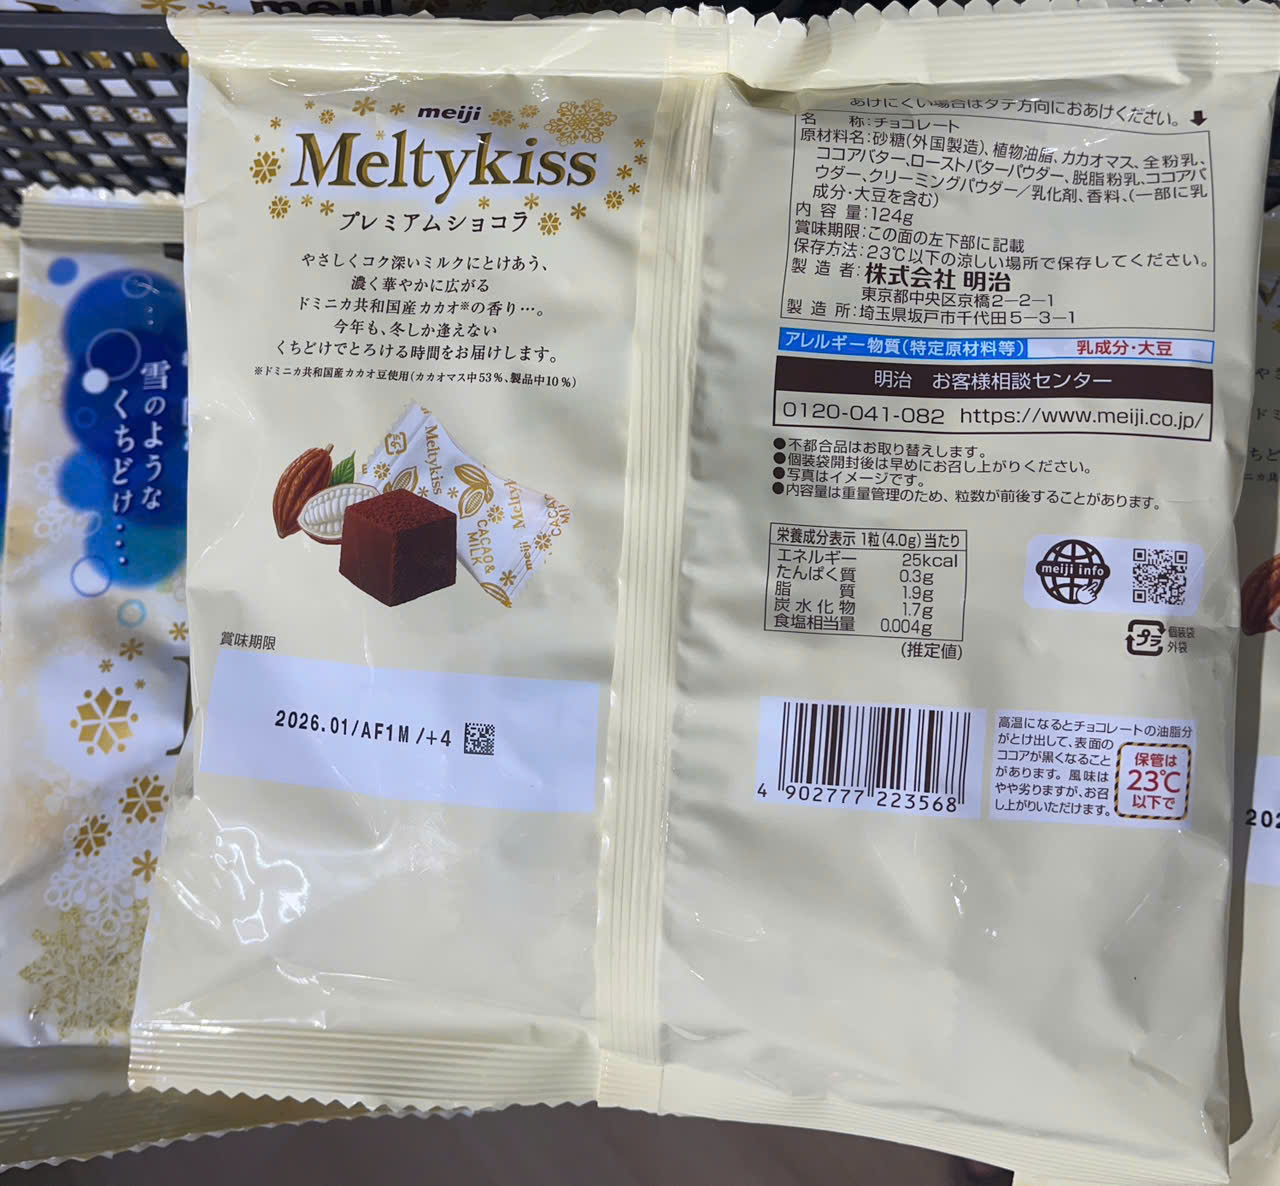 meiji
meiji
Meltykiss
プレミアムショコラ
やさしくコク深いミルクにとけあう、
濃く華やかに広がる
ドミニカ共和国産カカオ※の香り…。
今年も、冬しか逢えない
くちどけでとろける時間をお届けします。
※ドミニカ共和国産カカオ豆使用(カカオマス中53%、製品中10%)
Meltykiss
CACAO &
MILK
meiji
賞味期限
2026.01/AF1M/+4
あけにくい場合はタテ方向におあけください。
名 称:チョコレート
原材料名:砂糖(外国製造)、植物油脂、カカオマス、全粉乳、
ココアバター、ローストバターパウダー、脱脂粉乳、ココアパ
ウダー、クリーミングパウダー/乳化剤、香料、(一部に乳
成分・大豆を含む)
内 容 量:124g
賞味期限:この面の左下部に記載
保存方法:23℃以下の涼しい場所で保存してください。
製 造 者:株式会社 明治
東京都中央区京橋2-2-1
製 造 所:埼玉県坂戸市千代田5-3-1
アレルギー物質(特定原材料等) 乳成分・大豆
明治 お客様相談センター
0120-041-082 https://www.meiji.co.jp/
●不都合品はお取り替えします。
●個装袋開封後は早めにお召し上がりください。
●写真はイメージです。
●内容量は重量管理のため、粒数が前後することがあります。
栄養成分表示 1粒(4.0g)当たり
エネルギー 25kcal
たんぱく質 0.3g
脂 質 1.9g
炭水化物 1.7g
食塩相当量 0.004g
(推定値)
meiji info
プラ
個装袋
外袋
4 902777 223568
高温になるとチョコレートの油脂分
がとけ出して、表面の
ココアが黒くなること
があります。風味は
やや劣りますが、お召
し上がりいただけます。
保管は
23℃
以下で
雪のような
くちどけ・・・